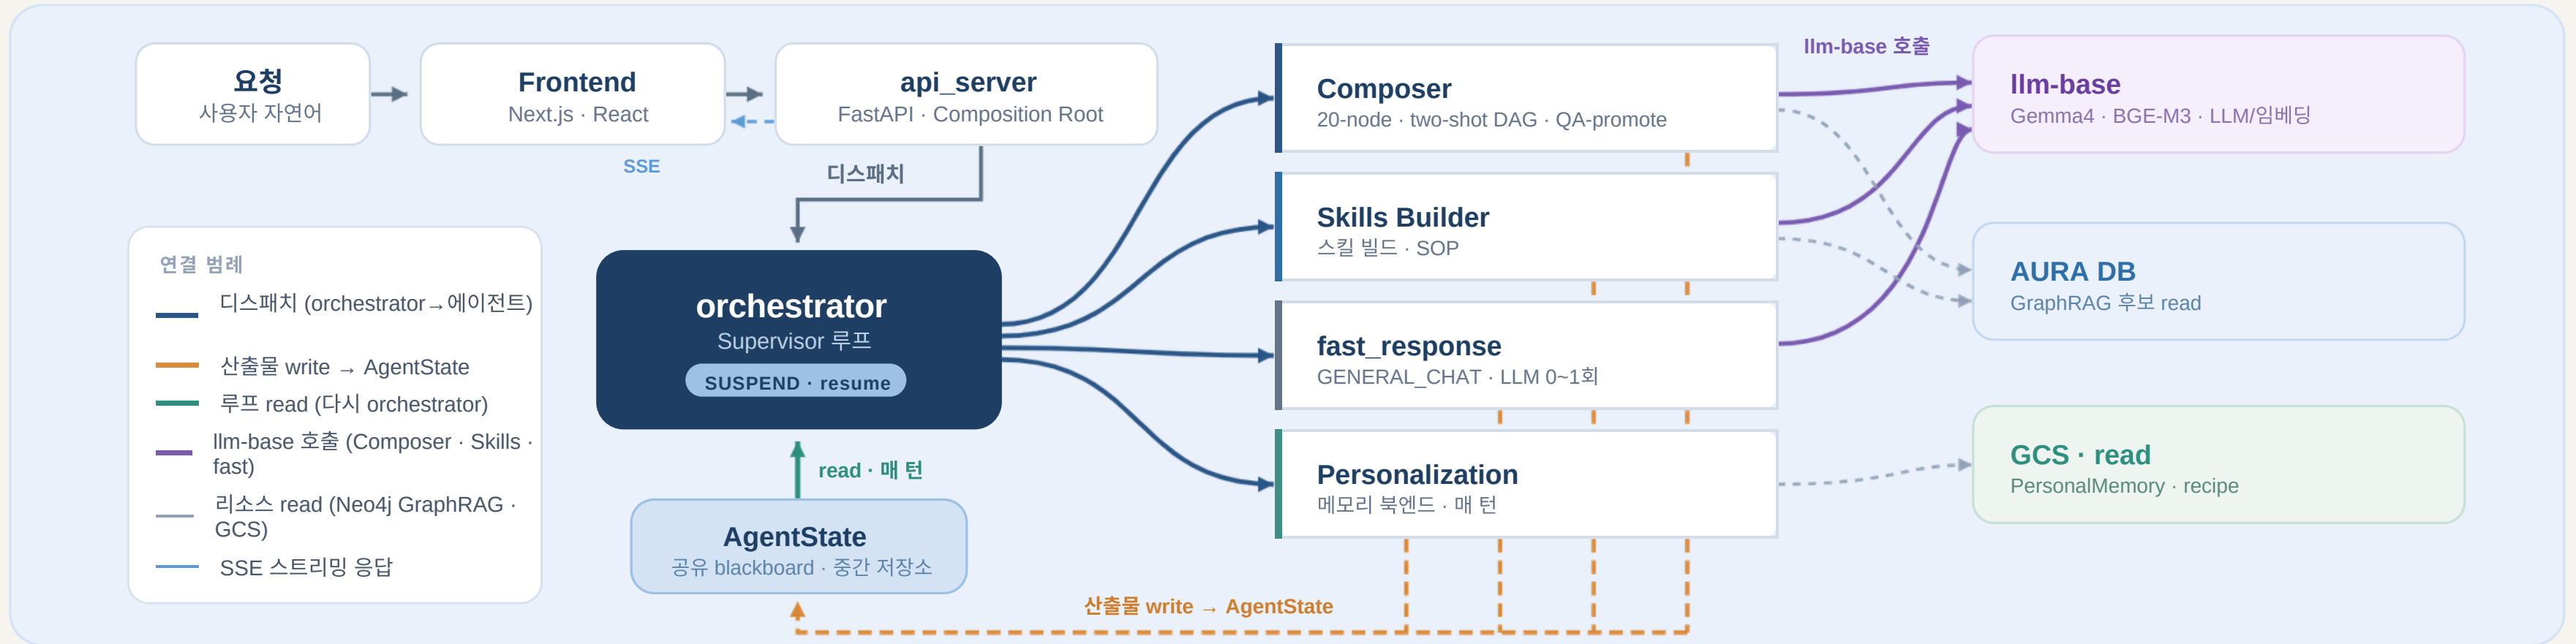 요청
사용자 자연어
Frontend
Next.js · React
api_server
FastAPI · Composition Root
SSE
디스패치
연결 범례
디스패치 (orchestrator→에이전트)
산출물 write → AgentState
루프 read (다시 orchestrator)
llm-base 호출 (Composer · Skills ·
fast)
리소스 read (Neo4j GraphRAG ·
GCS)
SSE 스트리밍 응답
orchestrator
Supervisor 루프
SUSPEND · resume
read · 매 턴
AgentState
공유 blackboard · 중간 저장소
산출물 write → AgentState
Composer
20-node · two-shot DAG · QA-promote
Skills Builder
스킬 빌드 · SOP
fast_response
GENERAL_CHAT · LLM 0~1회
Personalization
메모리 북엔드 · 매 턴
llm-base 호출
llm-base
Gemma4 · BGE-M3 · LLM/임베딩
AURA DB
GraphRAG 후보 read
GCS · read
PersonalMemory · recipe